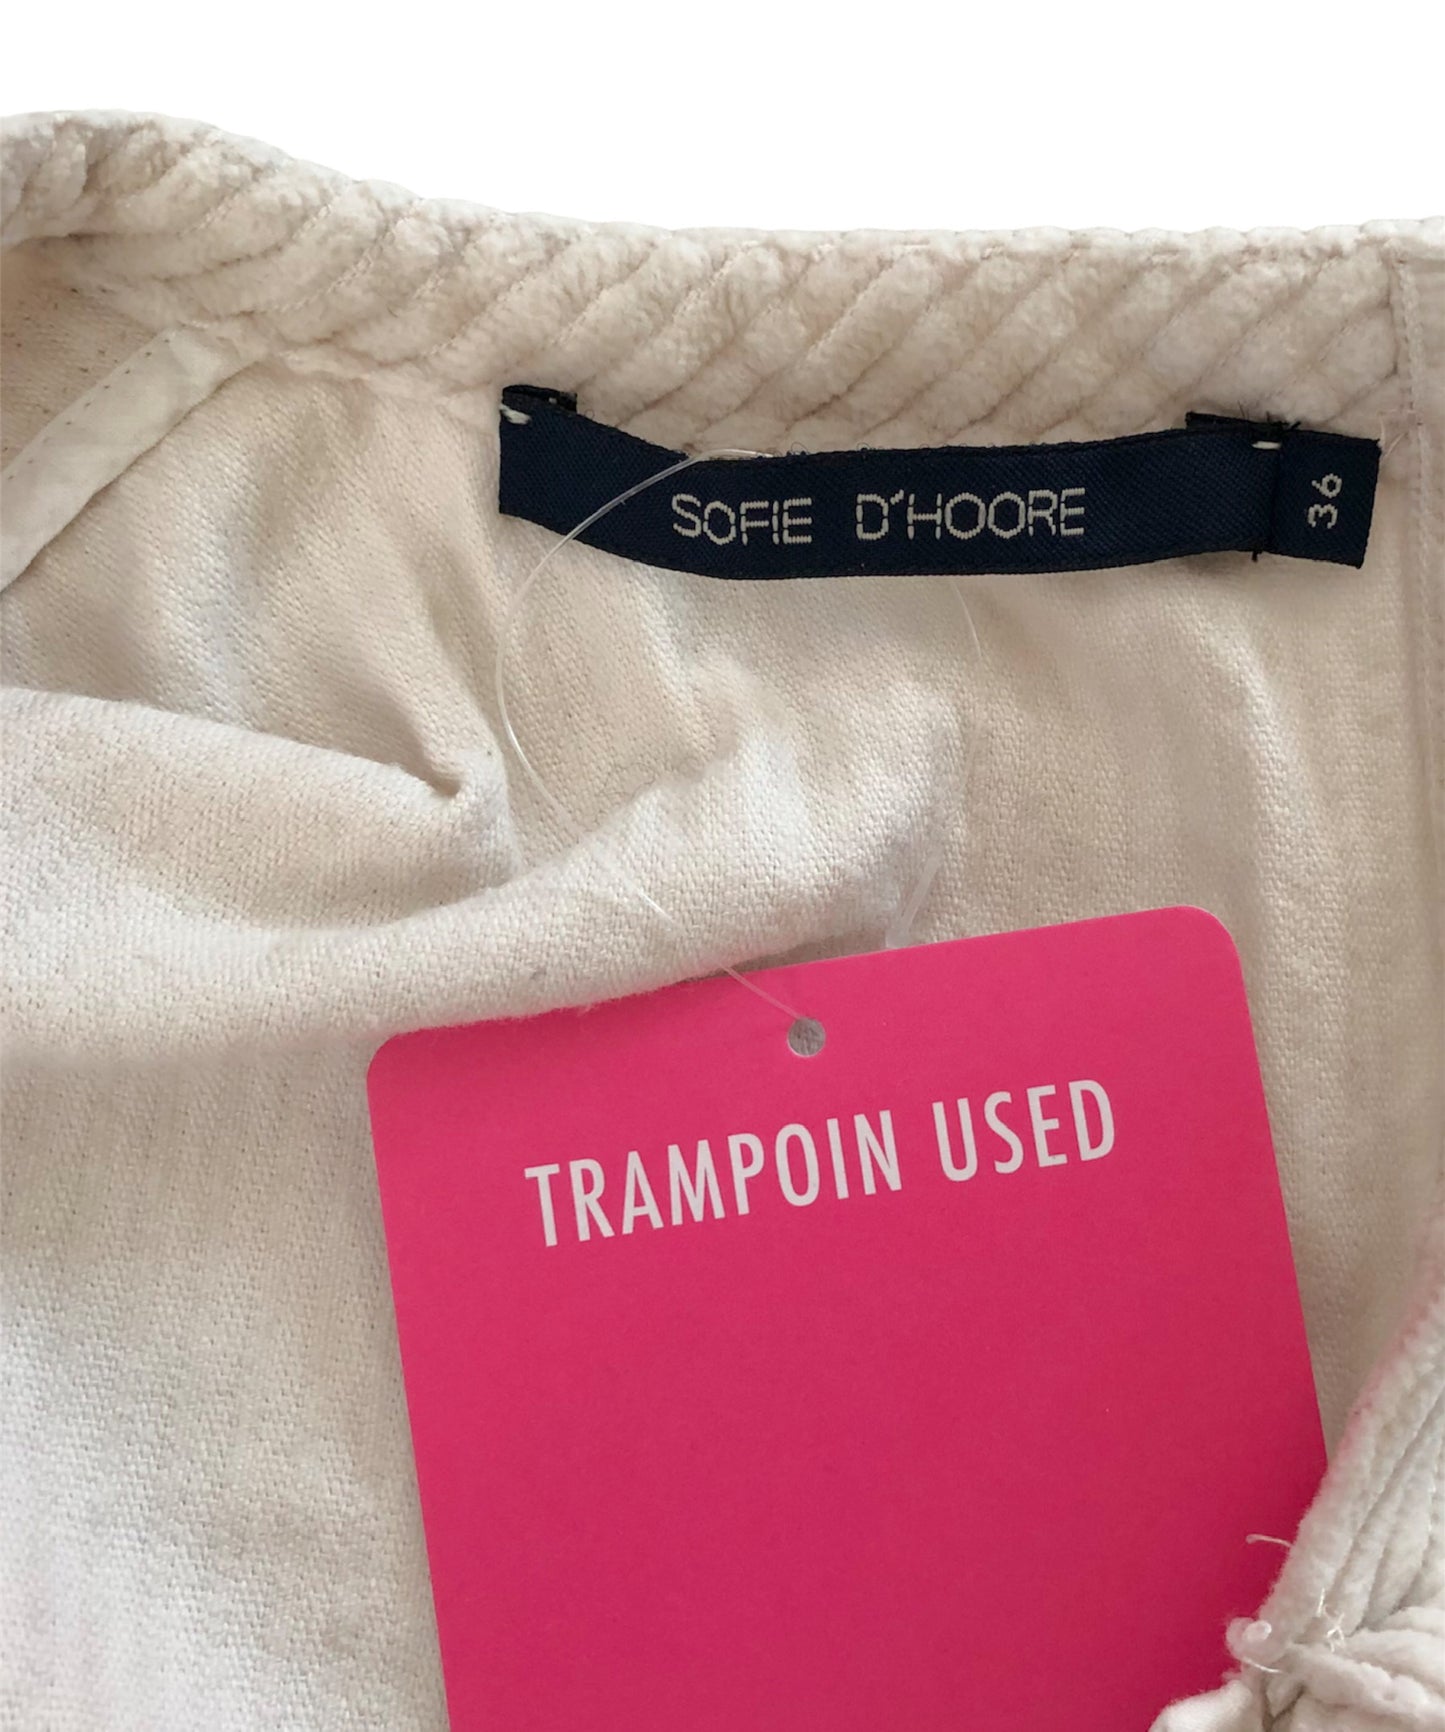 SOFIE D'HOORE
36
TRAMPOIN USED